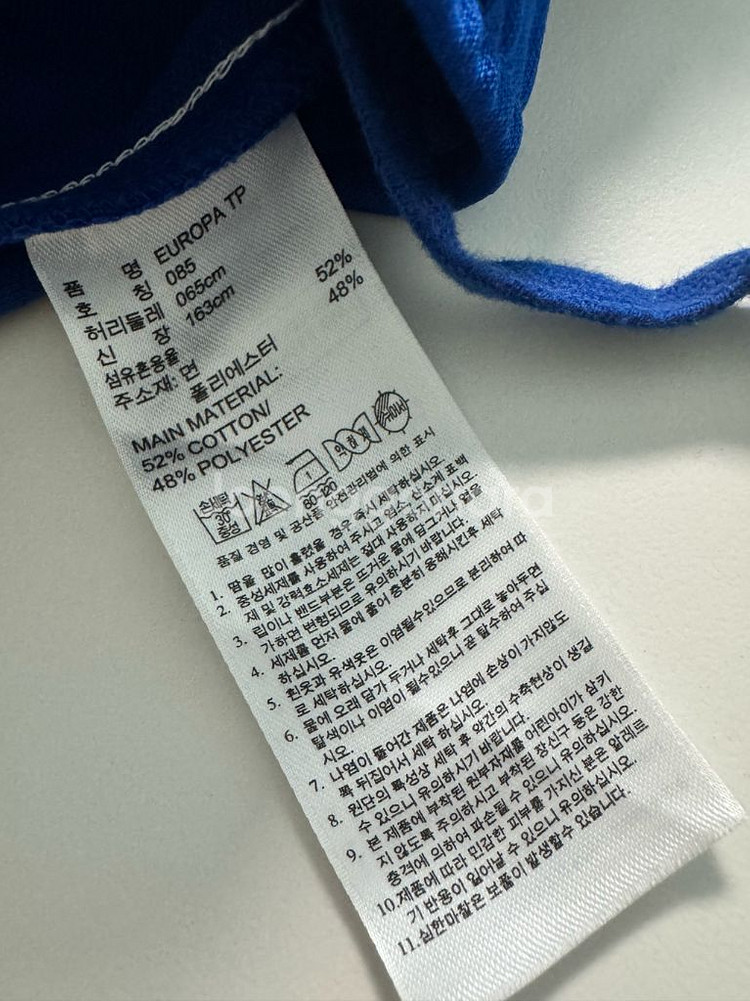 품 명 EUROPA TP
호 칭 085
허리둘레 065cm
신 장 163cm
섬유혼용율
주소재: 면 52%
폴리에스터 48%
MAIN MATERIAL:
52% COTTON/
48% POLYESTER
손세탁 30° 중성
1
80-120
뉘어서
품질 경영 및 공산품 안전관리법에 의한 표시
1. 땀을 많이 흘렸을 경우 즉시 세탁하십시오
2. 중성세제를 사용하여 주시고 염소산소계 표백
제 및 강력효소세제는 절대 사용하지 마십시오
3. 립이나 밴드부분은 뜨거운 물에 담그거나 열을
가하면 변형되므로 유의하시기 바랍니다.
4. 세제를 먼저 물에 풀어 충분히 용해시킨후 세탁
하십시오.
5. 흰옷과 유색옷은 이염될수있으므로 분리하여 따
로 세탁하십시오.
6. 물에 오래 담가 두거나 세탁후 그대로 놓아두면
탈색이나 이염이 될수있으니 곧 탈수하여 주십
시오.
7. 나염이 들어간 제품은 나염에 손상이 가지않도
록 뒤집어서 세탁 하십시오.
8. 원단의 특성상 세탁 후 약간의 수축현상이 생길
수 있으니 유의하시기 바랍니다.
9. 본 제품에 부착된 원부자재를 어린아이가 삼키
지 않도록 주의하시고 부착된 장신구 등은 강한
충격에 의하여 파손될 수 있으니 유의하십시오.
10.제품에 따라 민감한 피부를 가지신 분은 알레르
기 반응이 일어날 수 있으니 유의하십시오.
11.심한마찰은 보풀이 발생할수 있습니다.